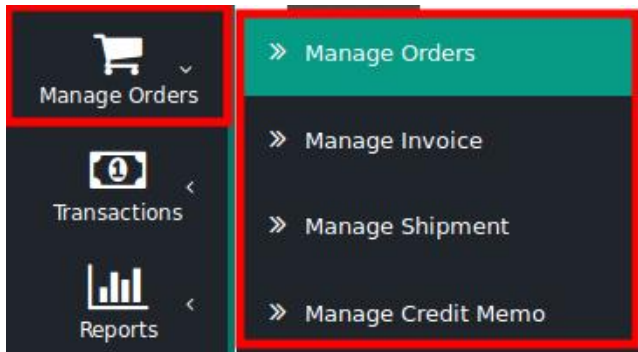 Manage Orders
Transactions
Reports
Manage Orders
Manage Invoice
Manage Shipment
Manage Credit Memo